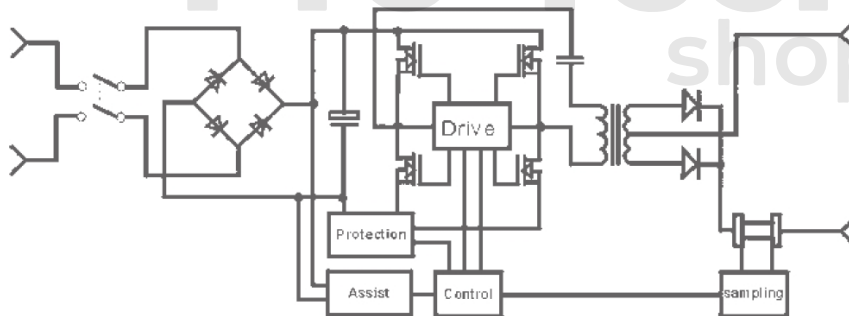 shop
Drive
Protection
Assist
Control
sampling